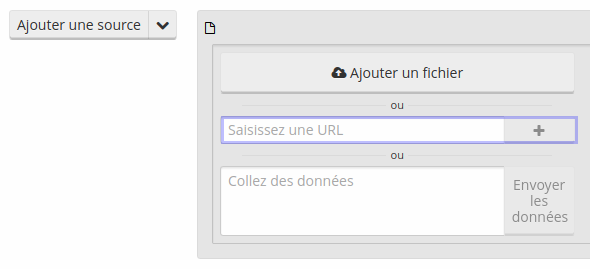 Ajouter une source
Ajouter un fichier
ou
Saisissez une URL
ou
Collez des données
Envoyer
les
données